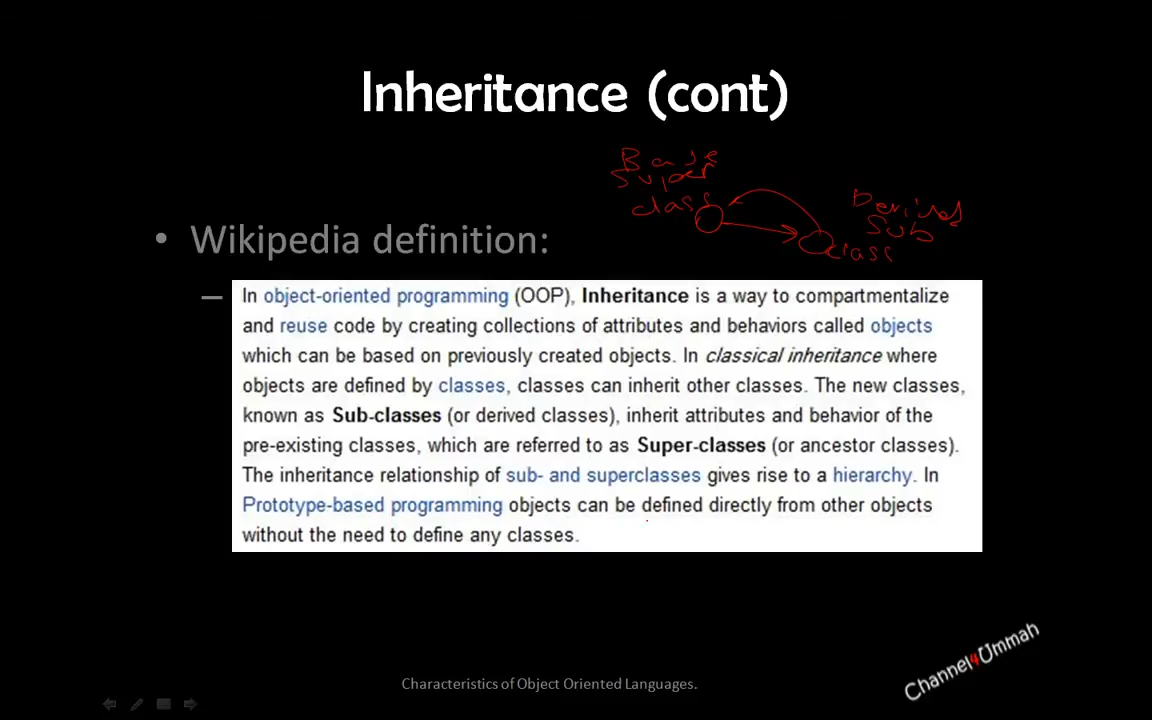 Inheritance (cont)
Base
Super
class
Derived
Sub
class
• Wikipedia definition:
– In object-oriented programming (OOP), Inheritance is a way to compartmentalize
and reuse code by creating collections of attributes and behaviors called objects
which can be based on previously created objects. In classical inheritance where
objects are defined by classes, classes can inherit other classes. The new classes,
known as Sub-classes (or derived classes), inherit attributes and behavior of the
pre-existing classes, which are referred to as Super-classes (or ancestor classes).
The inheritance relationship of sub- and superclasses gives rise to a hierarchy. In
Prototype-based programming objects can be defined directly from other objects
without the need to define any classes.
Channel4Ummah
Characteristics of Object Oriented Languages.